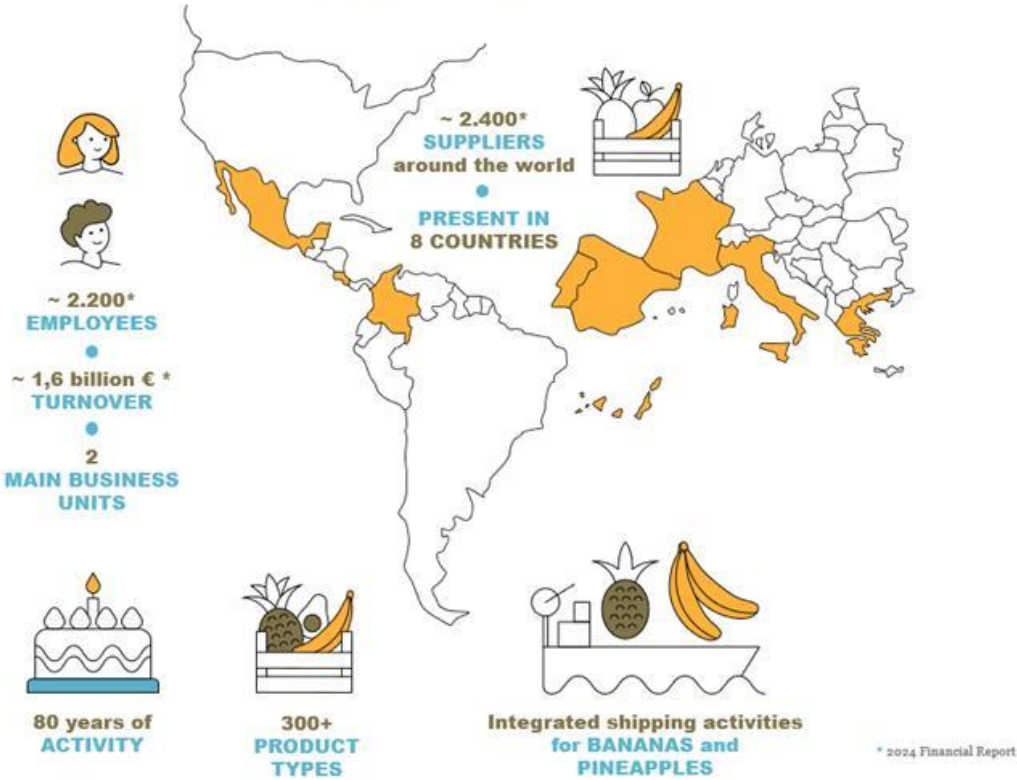 ~ 2.400*
SUPPLIERS
around the world
PRESENT IN
8 COUNTRIES
~ 2.200*
EMPLOYEES
~ 1,6 billion € *
TURNOVER
2
MAIN BUSINESS
UNITS
80 years of
ACTIVITY
300+
PRODUCT
TYPES
Integrated shipping activities
for BANANAS and
PINEAPPLES
* 2024 Financial Report